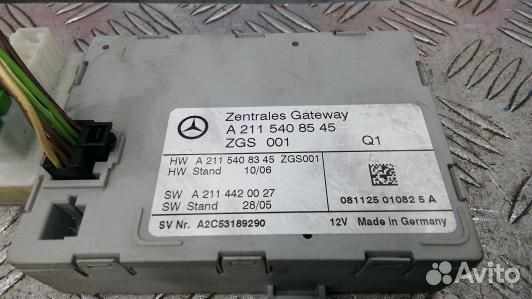 Zentrales Gateway
A 211 540 85 45
ZGS 001 Q1
HW A 211 540 83 45 ZGS001
HW Stand 10/06
SW A 211 442 00 27
SW Stand 28/05
081125 01082 5 A
SV Nr. A2C53189290 12V Made in Germany
Avito